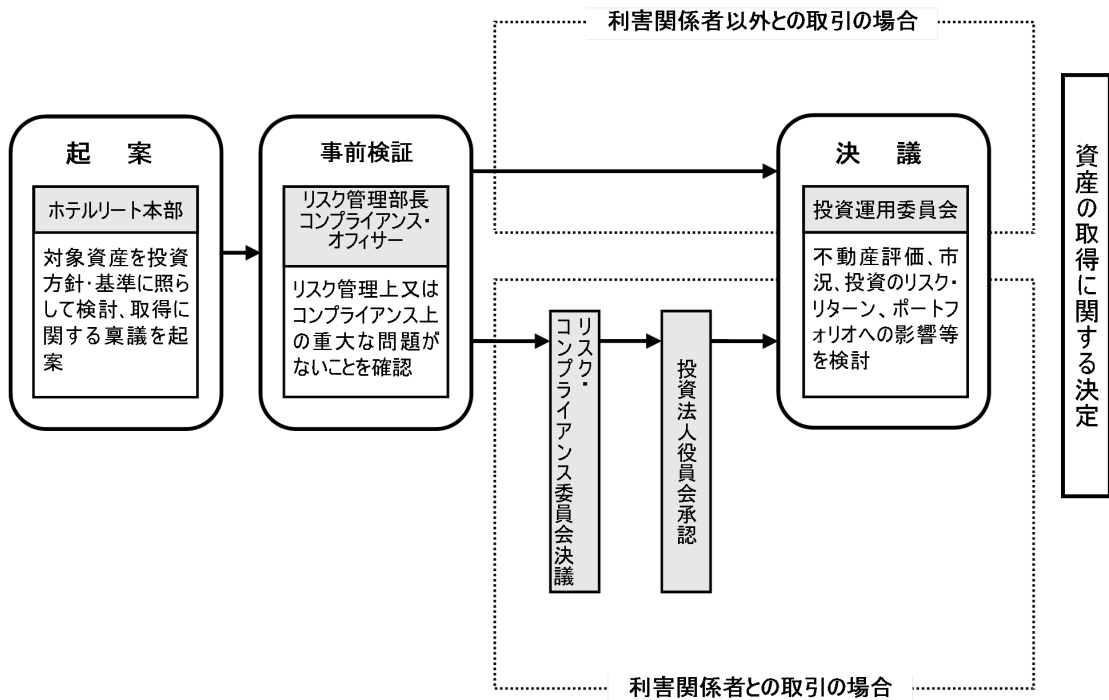 利害関係者以外との取引の場合
起　案
ホテルリート本部
対象資産を投資
方針・基準に照ら
して検討、取得に
関する稟議を起
案
事前検証
リスク管理部長
コンプライアンス・
オフィサー
リスク管理上又は
コンプライアンス上
の重大な問題が
ないことを確認
リスク・
コンプライアンス委員会決議
投資法人役員会承認
決　議
投資運用委員会
不動産評価、市
況、投資のリスク・
リターン、ポートフ
ォリオへの影響等
を検討
資産の取得に関する決定
利害関係者との取引の場合